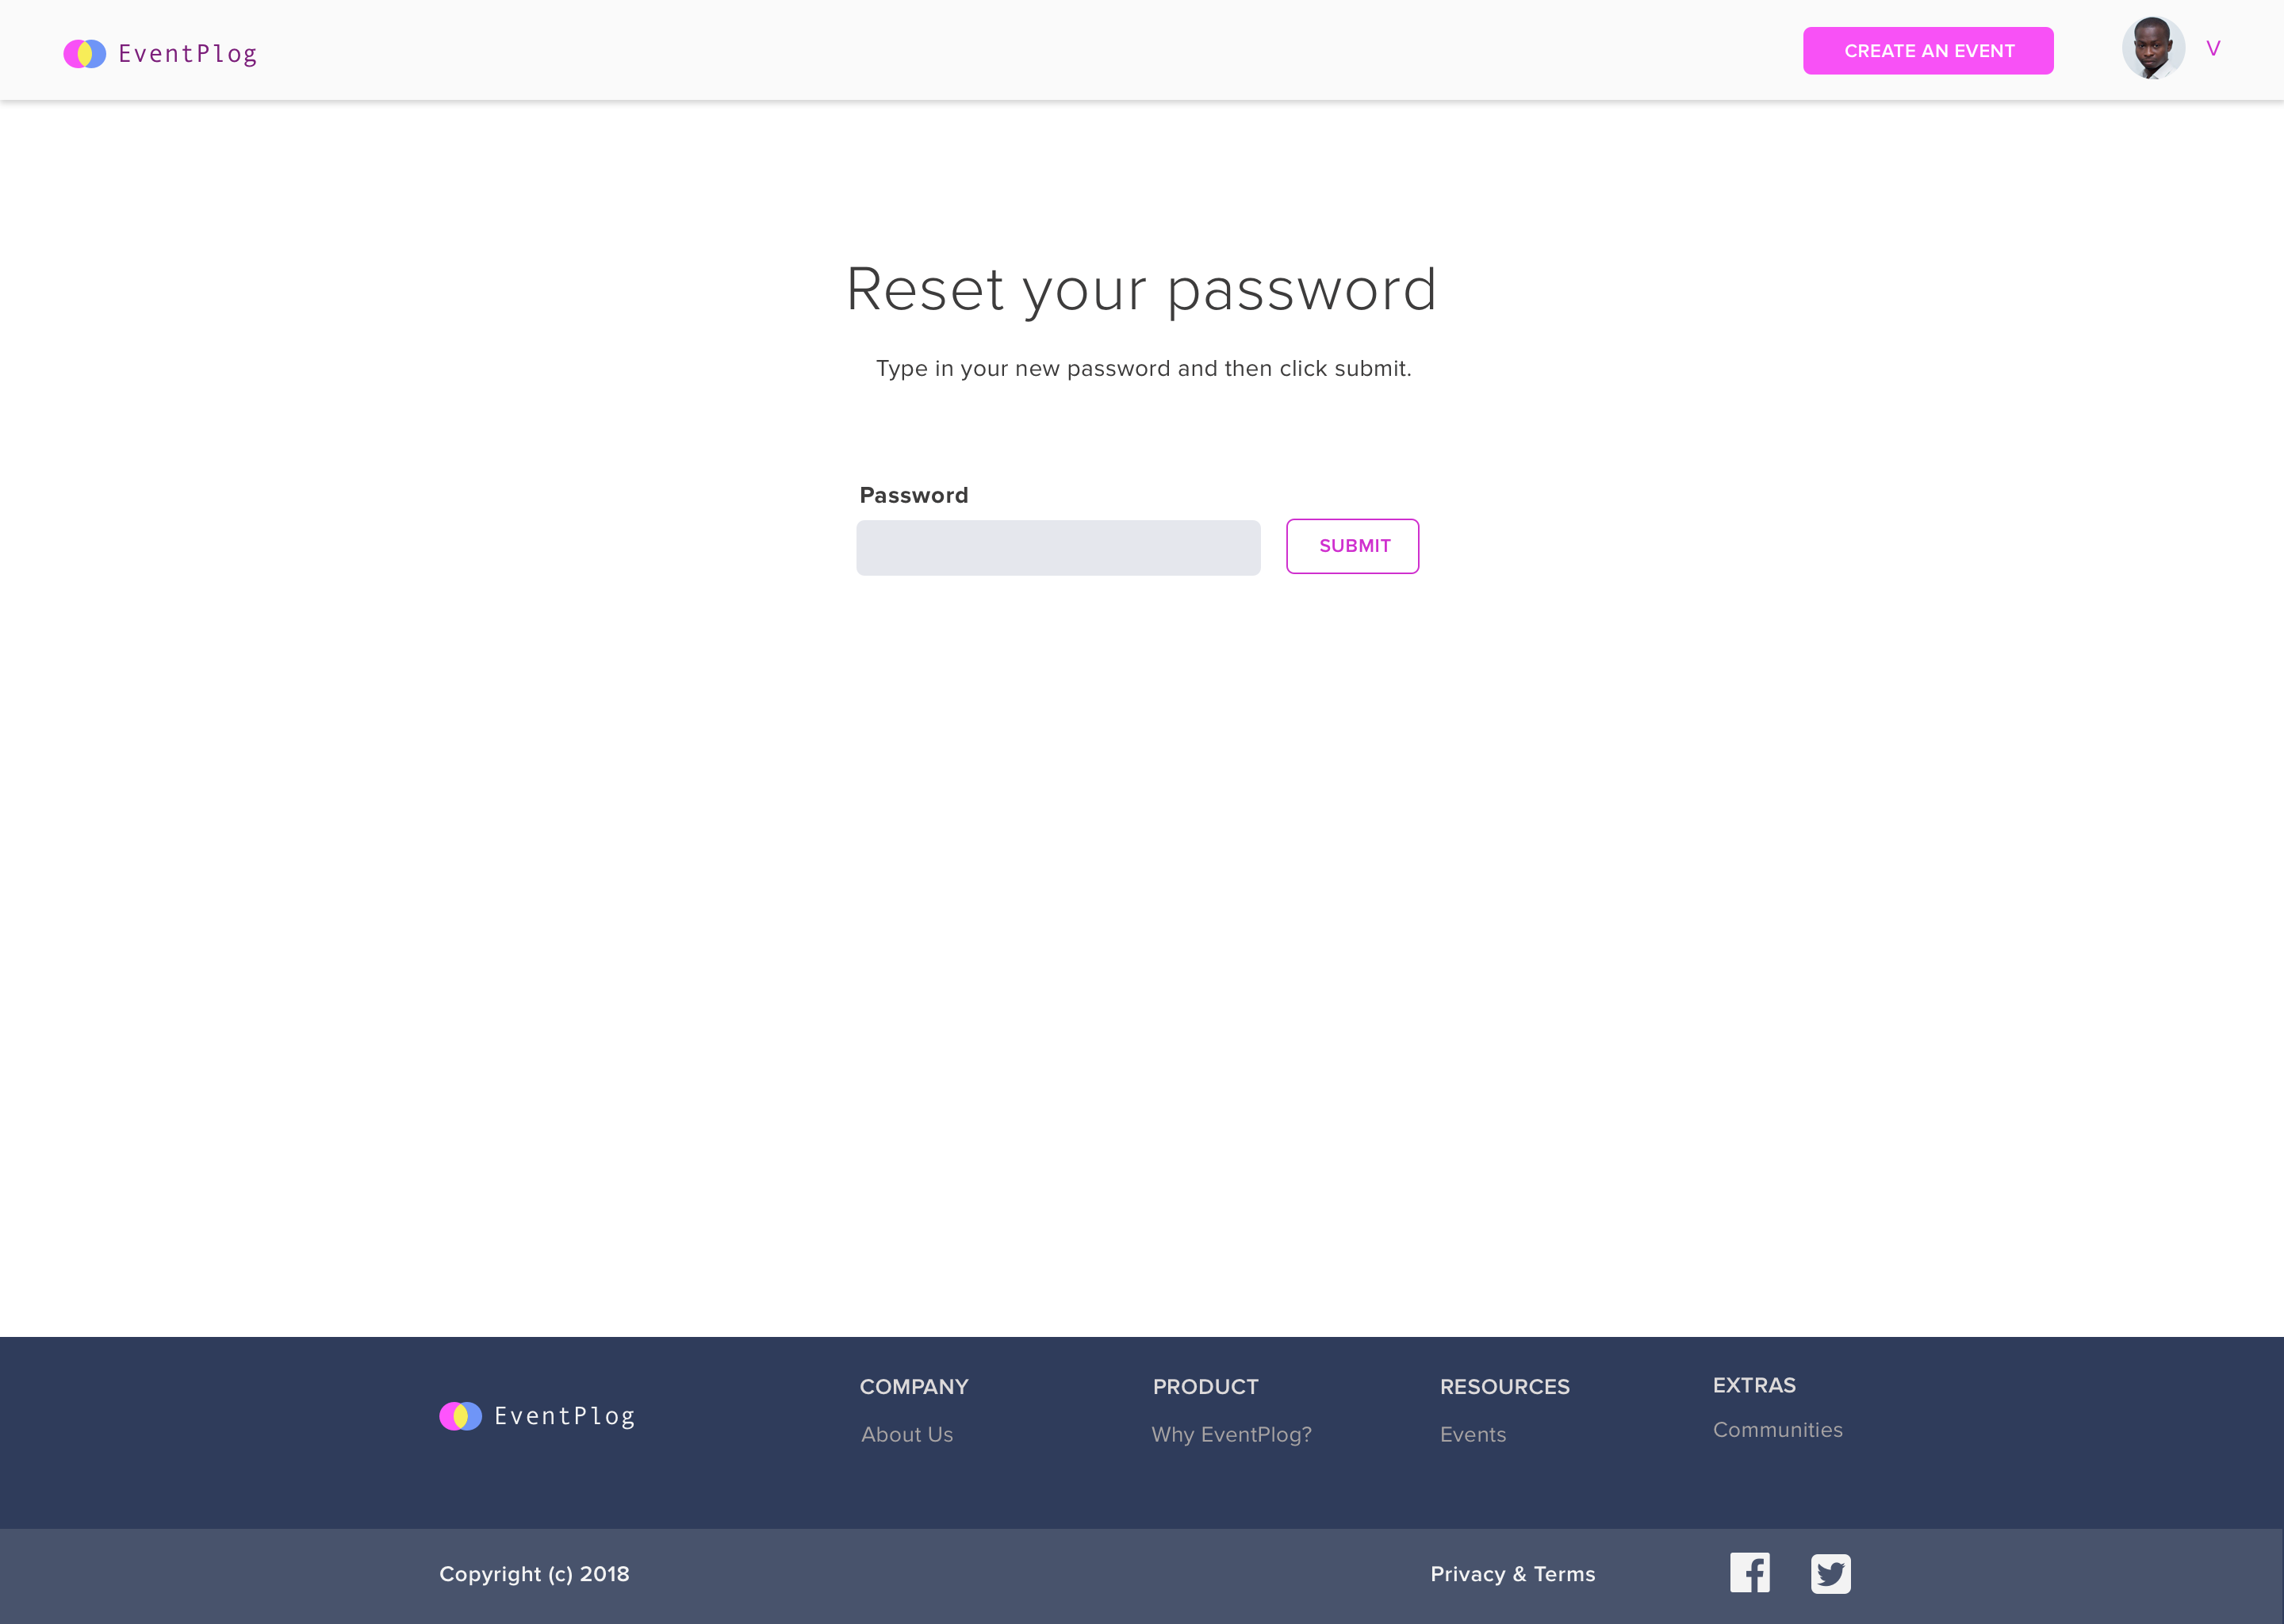 EventPlog
CREATE AN EVENT
V
Reset your password
Type in your new password and then click submit.
Password
SUBMIT
EventPlog
COMPANY
About Us
PRODUCT
Why EventPlog?
RESOURCES
Events
EXTRAS
Communities
Copyright (c) 2018
Privacy & Terms